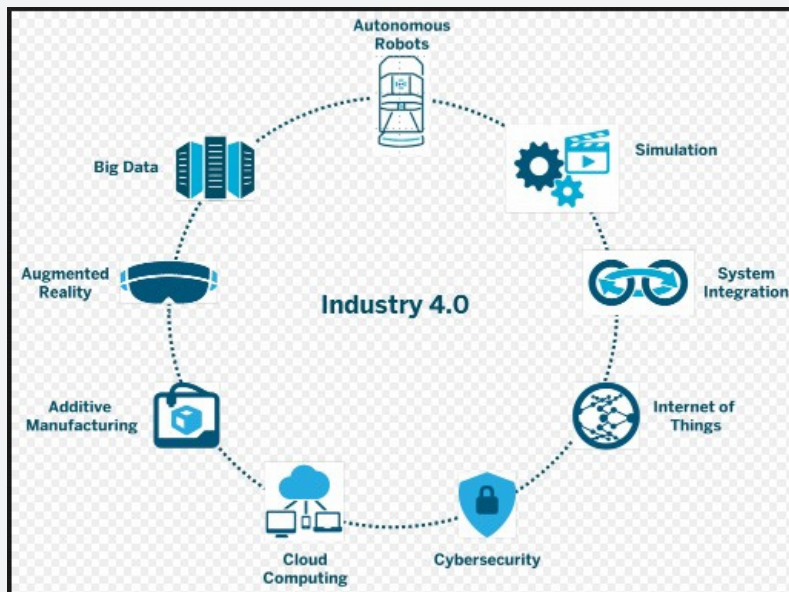 Autonomous
Robots
Simulation
Big Data
System
Integration
Augmented
Reality
Industry 4.0
Internet of
Things
Additive
Manufacturing
Cybersecurity
Cloud
Computing